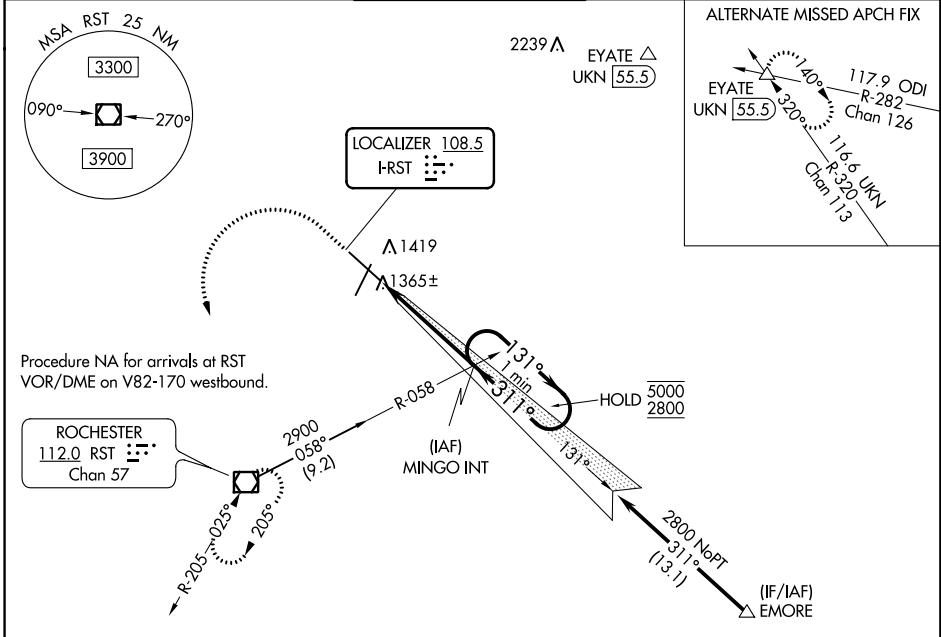 MSA RST 25 NM
3300
090°
270°
3900
2239
EYATE
UKN 55.5
ALTERNATE MISSED APCH FIX
EYATE
UKN 55.5
140°
320°
117.9 ODI
R-282
Chan 126
116.6 UKN
R-320
Chan 113
LOCALIZER 108.5
I-RST
1419
1365±
Procedure NA for arrivals at RST
VOR/DME on V82-170 westbound.
131°
1 min
311°
HOLD 5000
2800
R-058
2900
058°
(9.2)
(IAF)
MINGO INT
131°
ROCHESTER
112.0 RST
Chan 57
R-205
025°
205°
2800 NoPT
311°
(13.1)
(IF/IAF)
EMORE